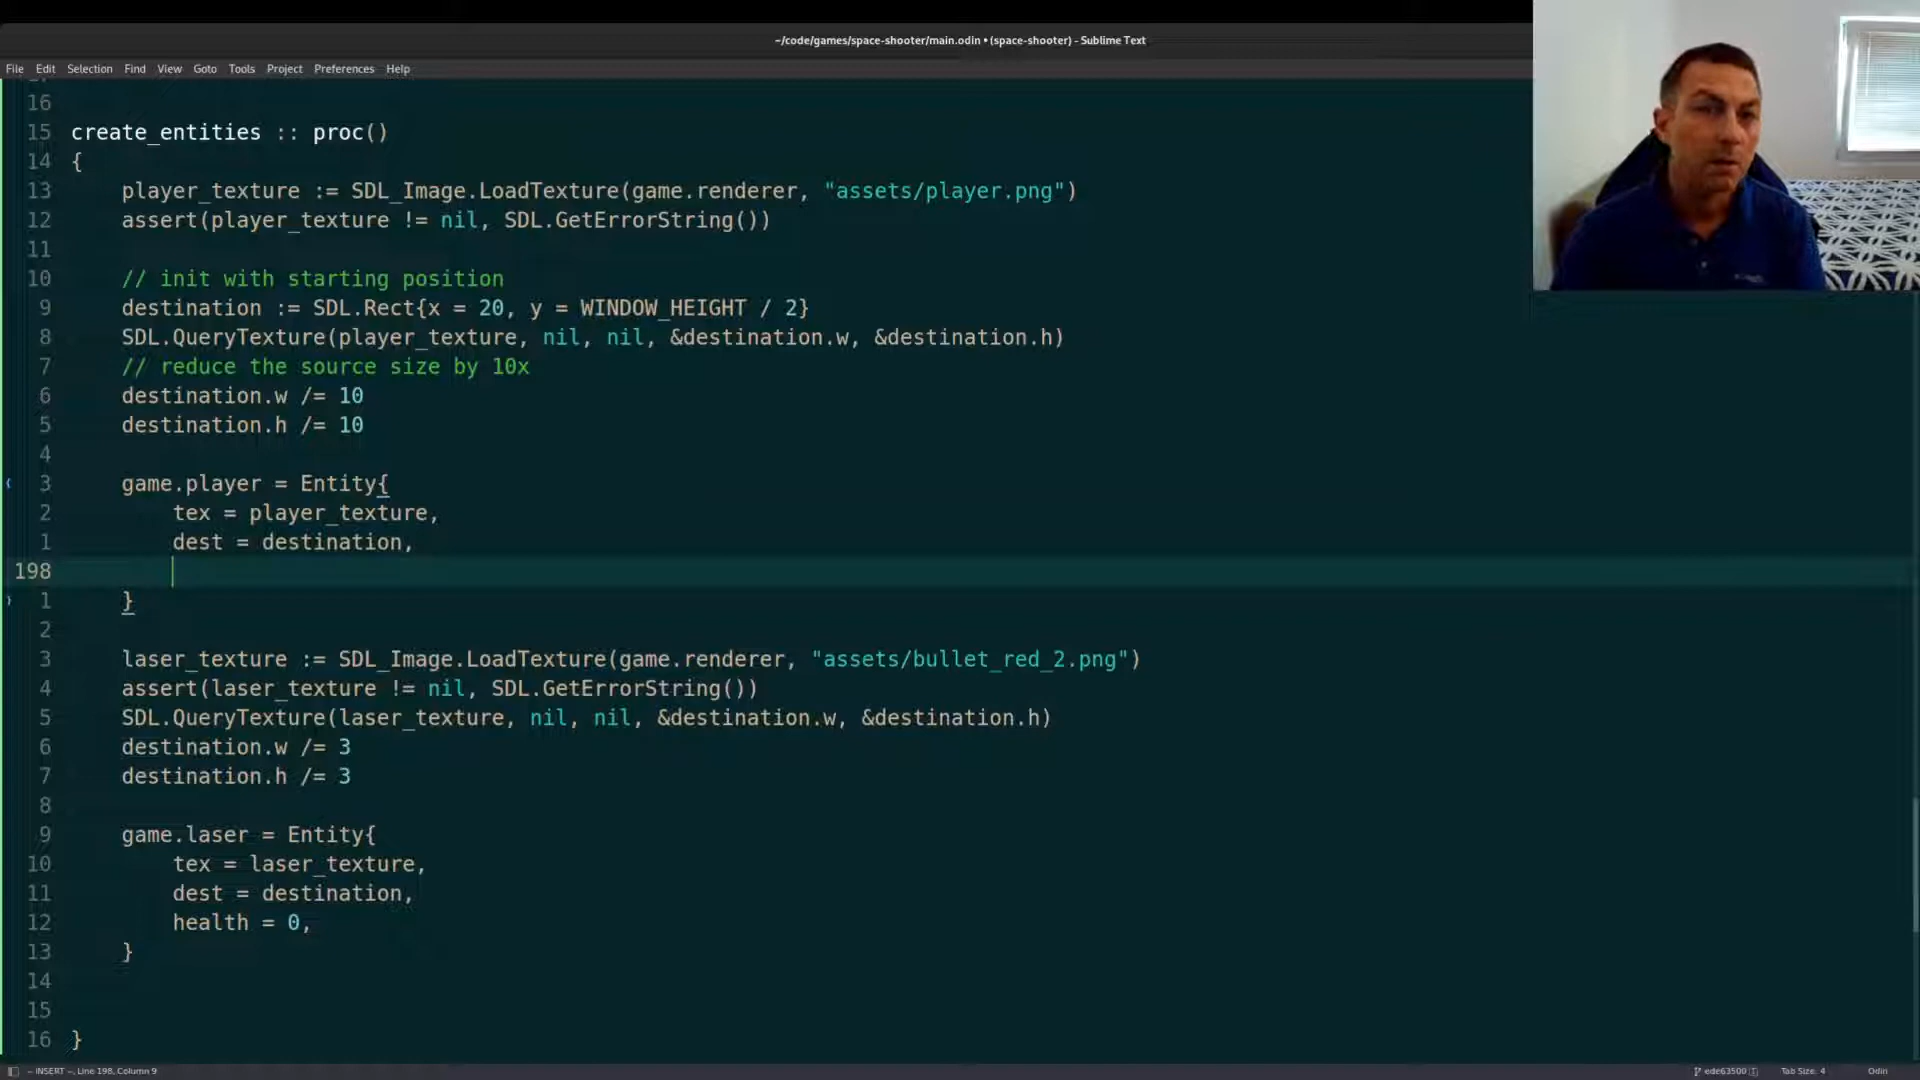 ~/code/games/space-shooter/main.odin • (space-shooter) - Sublime Text
File Edit Selection Find View Goto Tools Project Preferences Help
16
15 create_entities :: proc()
14 {
13 player_texture := SDL_Image.LoadTexture(game.renderer, "assets/player.png")
12 assert(player_texture != nil, SDL.GetErrorString())
11
10 // init with starting position
9 destination := SDL.Rect{x = 20, y = WINDOW_HEIGHT / 2}
8 SDL.QueryTexture(player_texture, nil, nil, &destination.w, &destination.h)
7 // reduce the source size by 10x
6 destination.w /= 10
5 destination.h /= 10
4
3 game.player = Entity{
2 tex = player_texture,
1 dest = destination,
198
1 }
2
3 laser_texture := SDL_Image.LoadTexture(game.renderer, "assets/bullet_red_2.png")
4 assert(laser_texture != nil, SDL.GetErrorString())
5 SDL.QueryTexture(laser_texture, nil, nil, &destination.w, &destination.h)
6 destination.w /= 3
7 destination.h /= 3
8
9 game.laser = Entity{
10 tex = laser_texture,
11 dest = destination,
12 health = 0,
13 }
14
15
16 }
- INSERT -, Line 198, Column 9 ede63500 Tab Size: 4 Odin